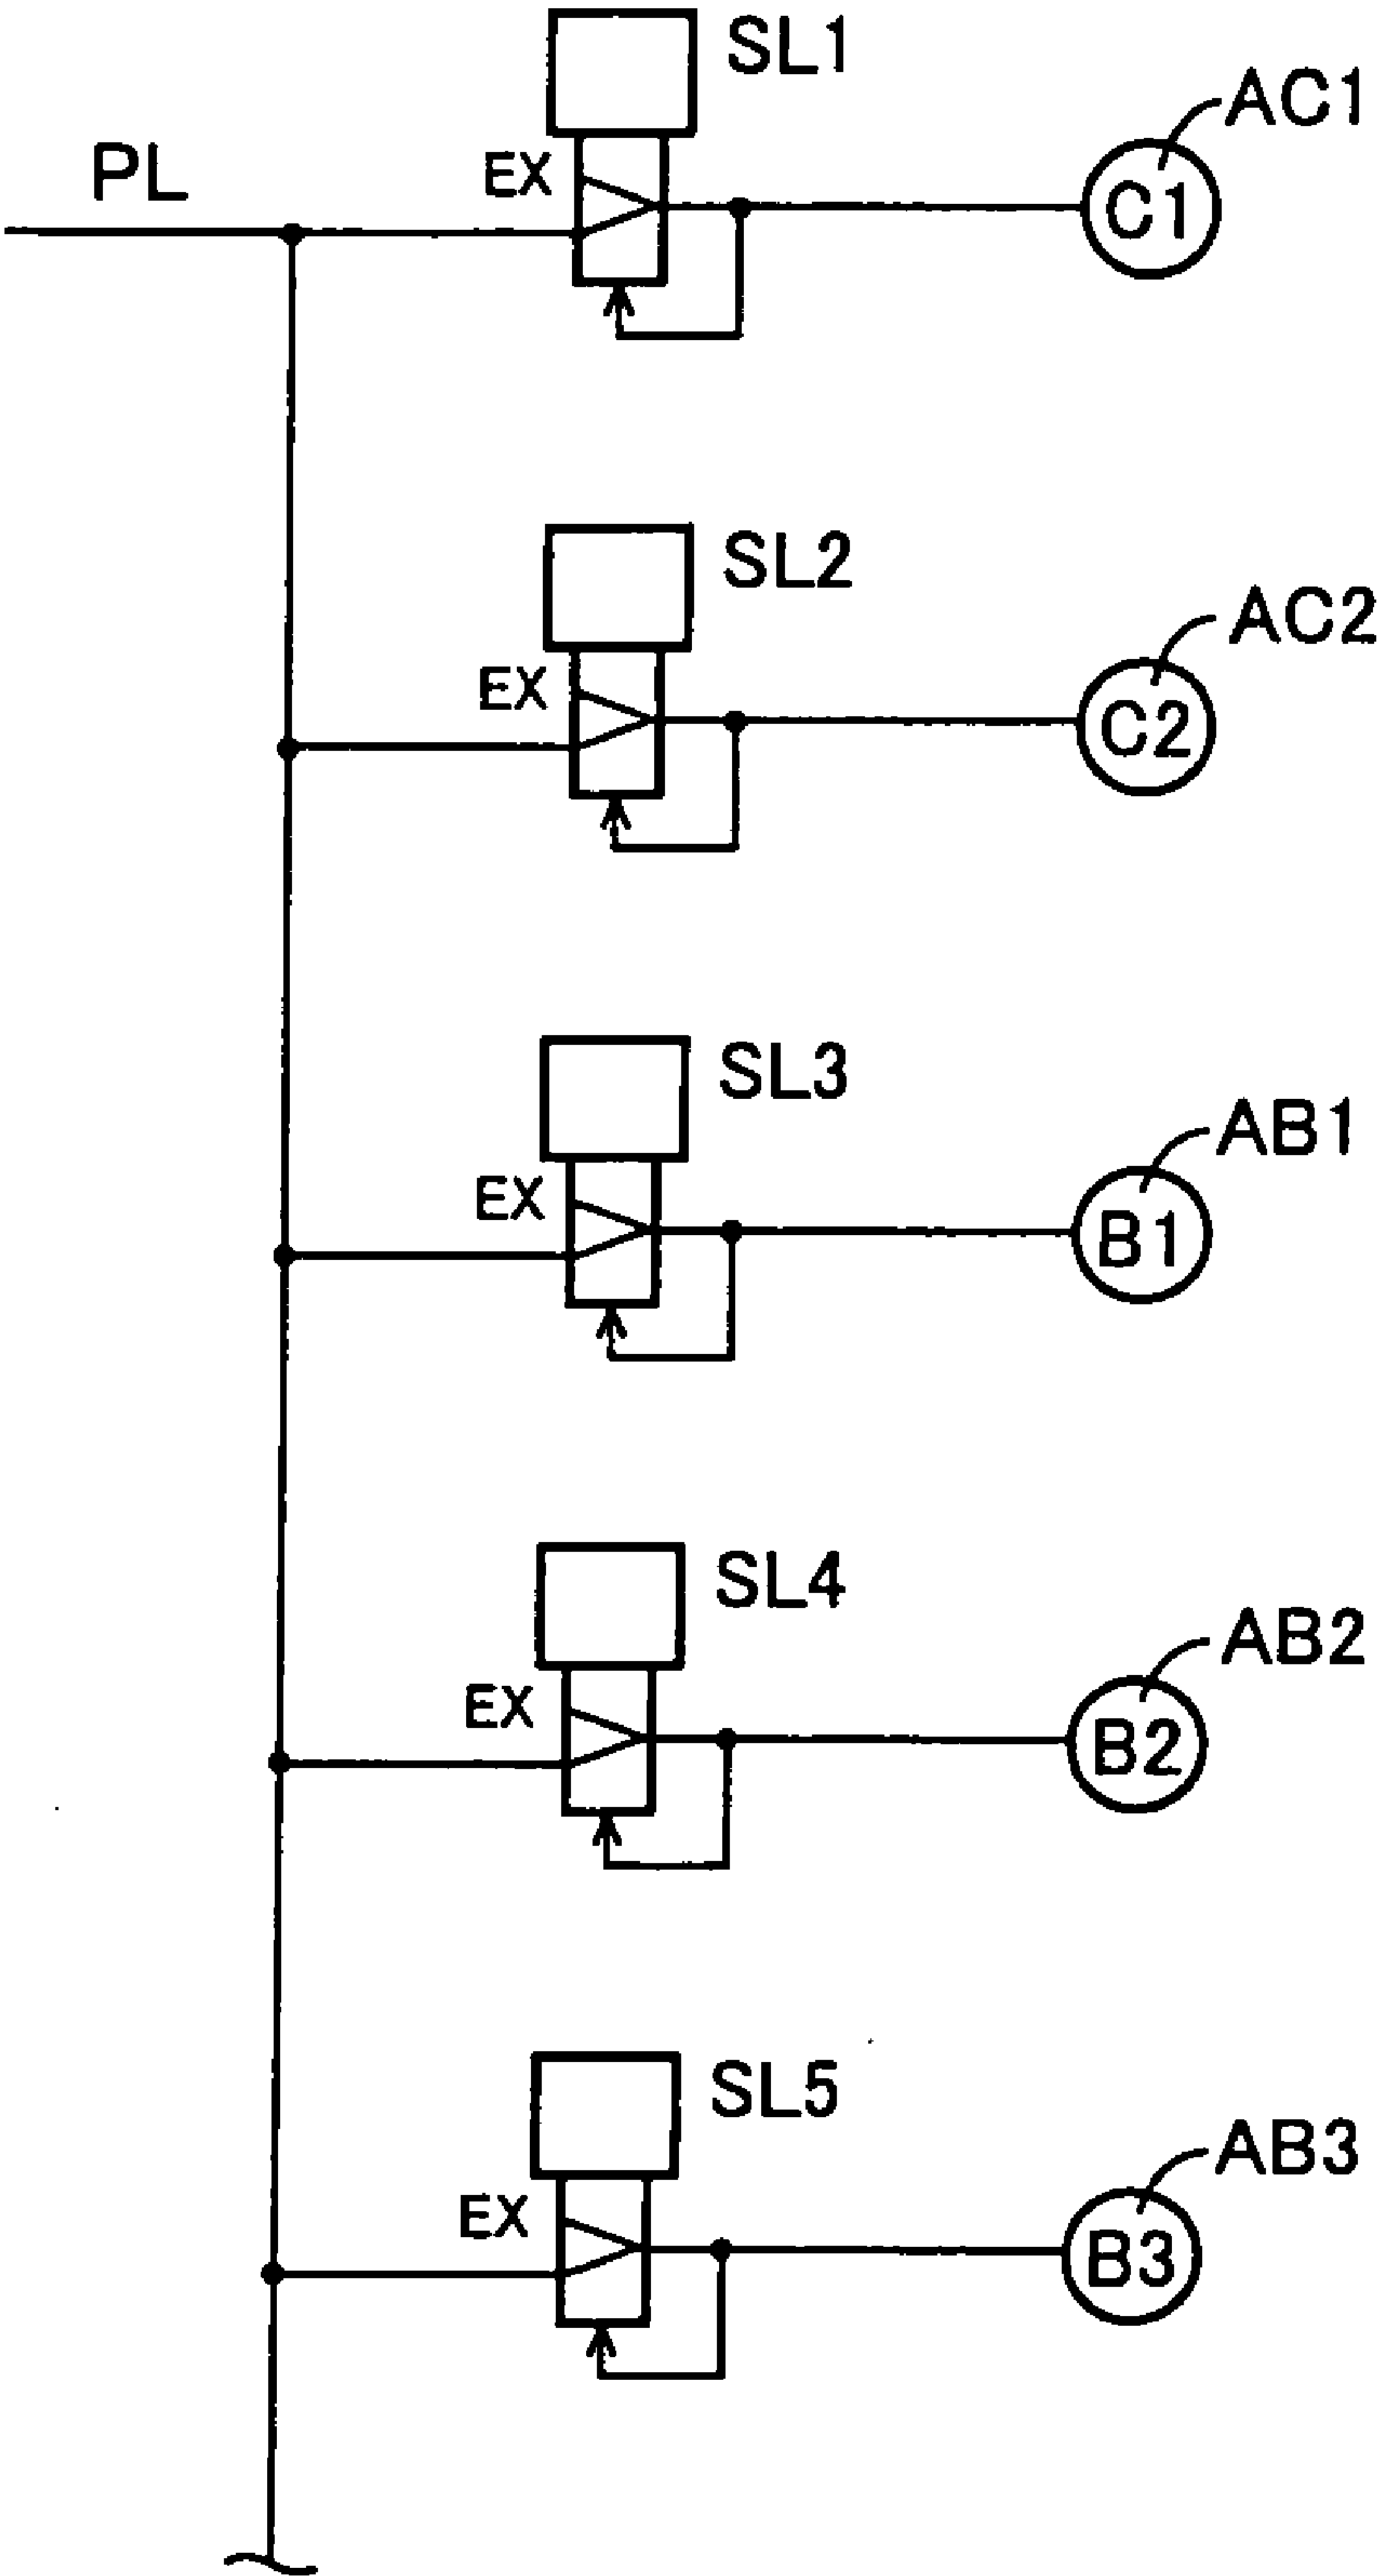 SL1
AC1
PL
EX
C1
SL2
AC2
EX
C2
SL3
AB1
EX
B1
SL4
AB2
EX
B2
SL5
AB3
EX
B3